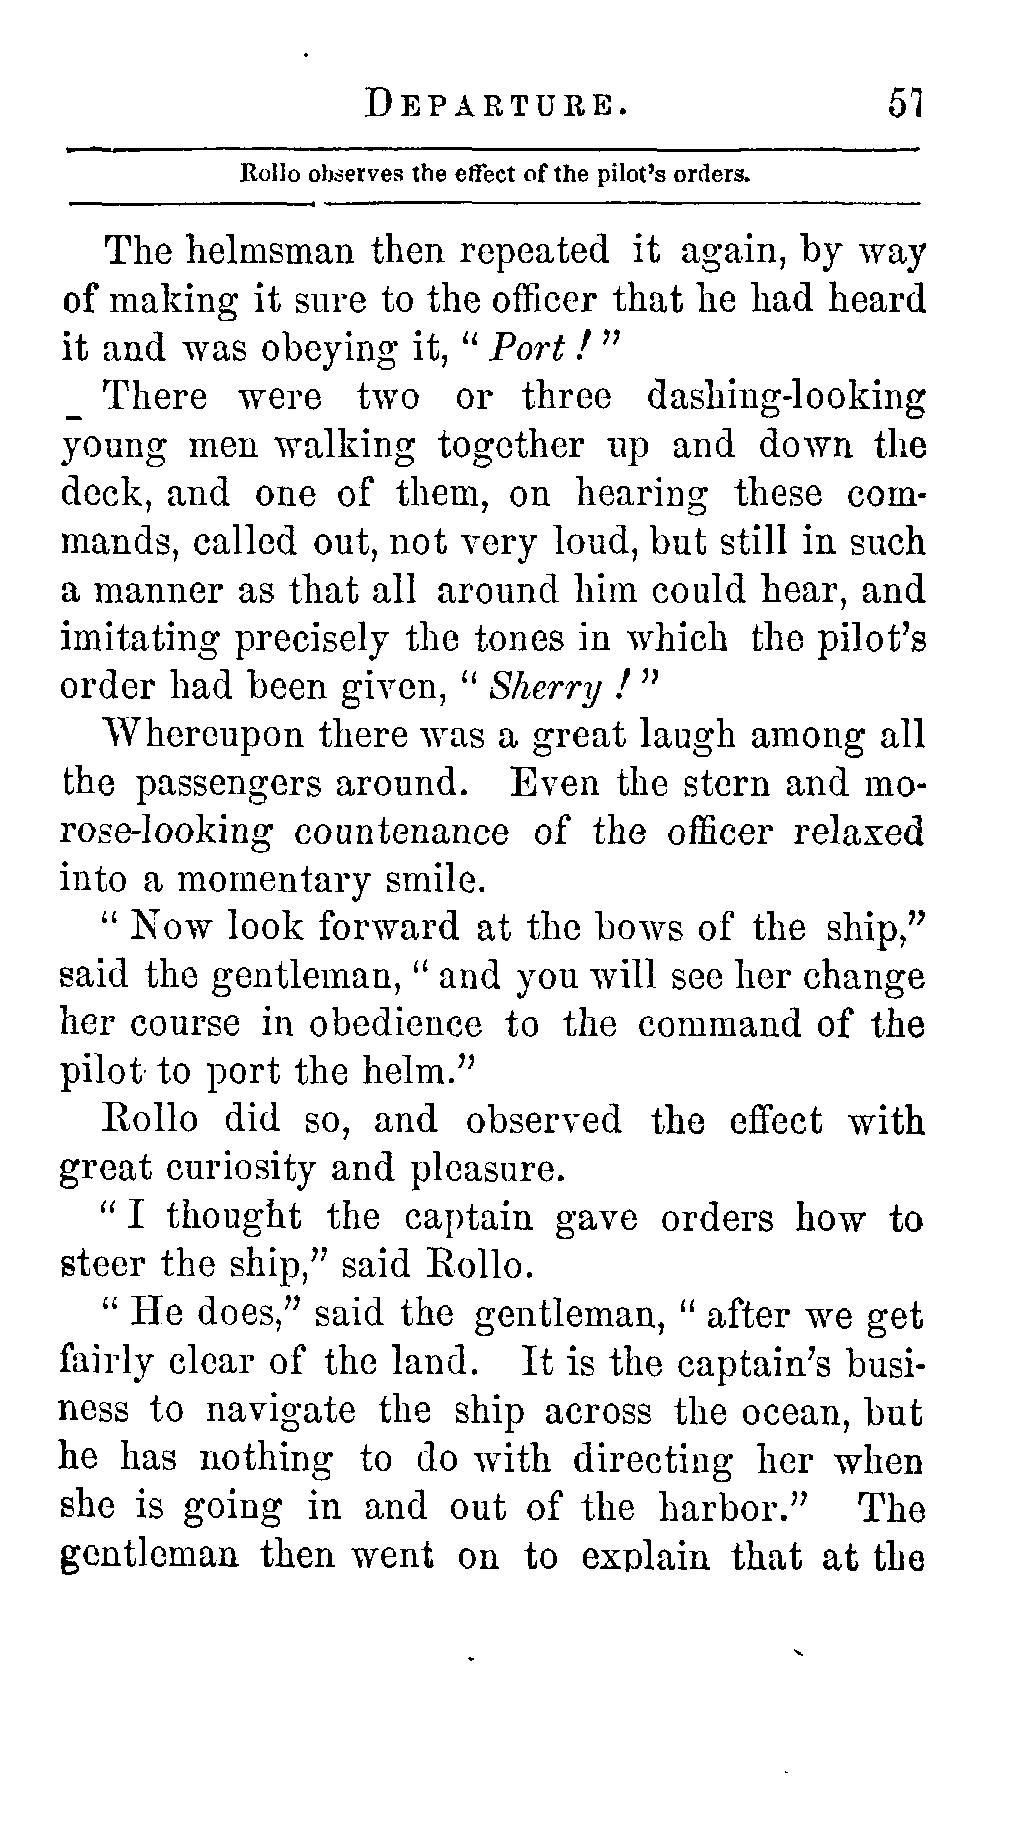 DEPARTURE. 57
Rollo observes the effect of the pilot's orders.
The helmsman then repeated it again, by way
of making it sure to the officer that he had heard
it and was obeying it, " Port ! "
There were two or three dashing-looking
young men walking together up and down the
deck, and one of them, on hearing these com-
mands, called out, not very loud, but still in such
a manner as that all around him could hear, and
imitating precisely the tones in which the pilot's
order had been given, " Sherry ! "
Whereupon there was a great laugh among all
the passengers around. Even the stern and mo-
rose-looking countenance of the officer relaxed
into a momentary smile.
" Now look forward at the bows of the ship,"
said the gentleman, " and you will see her change
her course in obedience to the command of the
pilot to port the helm."
Rollo did so, and observed the effect with
great curiosity and pleasure.
" I thought the captain gave orders how to
steer the ship," said Rollo.
" He does," said the gentleman, " after we get
fairly clear of the land. It is the captain's busi-
ness to navigate the ship across the ocean, but
he has nothing to do with directing her when
she is going in and out of the harbor." The
gentleman then went on to explain that at the